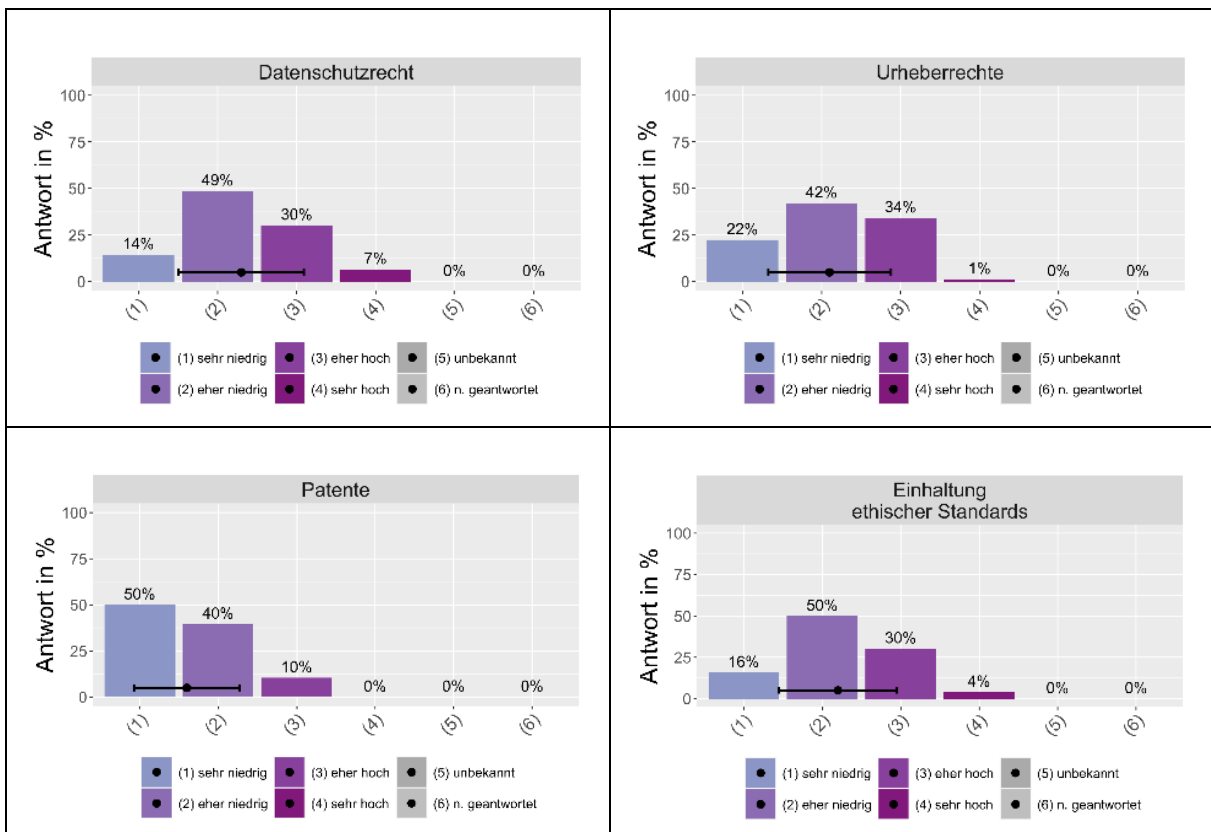 Datenschutzrecht
Antwort in %
100
75
50
25
0
14%
49%
30%
7%
0%
0%
(1)
(2)
(3)
(4)
(5)
(6)
(1) sehr niedrig
(3) eher hoch
(5) unbekannt
(2) eher niedrig
(4) sehr hoch
(6) n. geantwortet
Urheberrechte
Antwort in %
100
75
50
25
0
22%
42%
34%
1%
0%
0%
(1)
(2)
(3)
(4)
(5)
(6)
(1) sehr niedrig
(3) eher hoch
(5) unbekannt
(2) eher niedrig
(4) sehr hoch
(6) n. geantwortet
Patente
Antwort in %
100
75
50
25
0
50%
40%
10%
0%
0%
0%
(1)
(2)
(3)
(4)
(5)
(6)
(1) sehr niedrig
(3) eher hoch
(5) unbekannt
(2) eher niedrig
(4) sehr hoch
(6) n. geantwortet
Einhaltung
ethischer Standards
Antwort in %
100
75
50
25
0
16%
50%
30%
4%
0%
0%
(1)
(2)
(3)
(4)
(5)
(6)
(1) sehr niedrig
(3) eher hoch
(5) unbekannt
(2) eher niedrig
(4) sehr hoch
(6) n. geantwortet